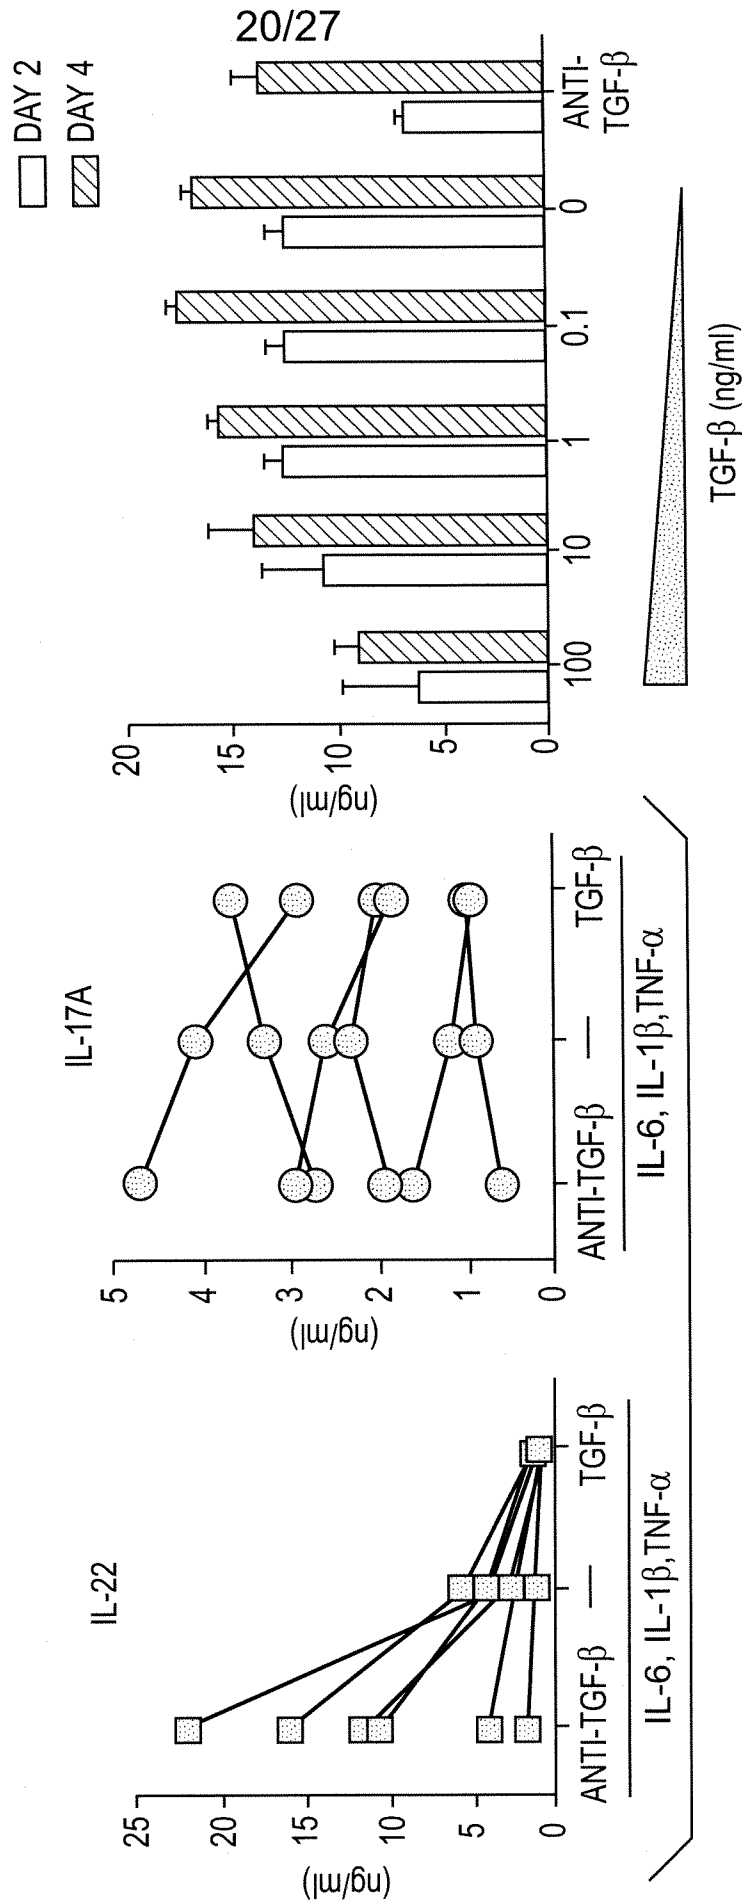 20/27
IL-22
(ng/ml)
25
20
15
10
5
0
ANTI-TGF-β
—
TGF-β
IL-6, IL-1β,TNF-α
IL-17A
(ng/ml)
5
4
3
2
1
0
ANTI-TGF-β
—
TGF-β
IL-6, IL-1β,TNF-α
DAY 2
DAY 4
(ng/ml)
20
15
10
5
0
100
10
1
0.1
0
ANTI-
TGF-β
TGF-β (ng/ml)